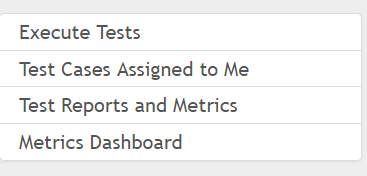 Execute Tests
Test Cases Assigned to Me
Test Reports and Metrics
Metrics Dashboard